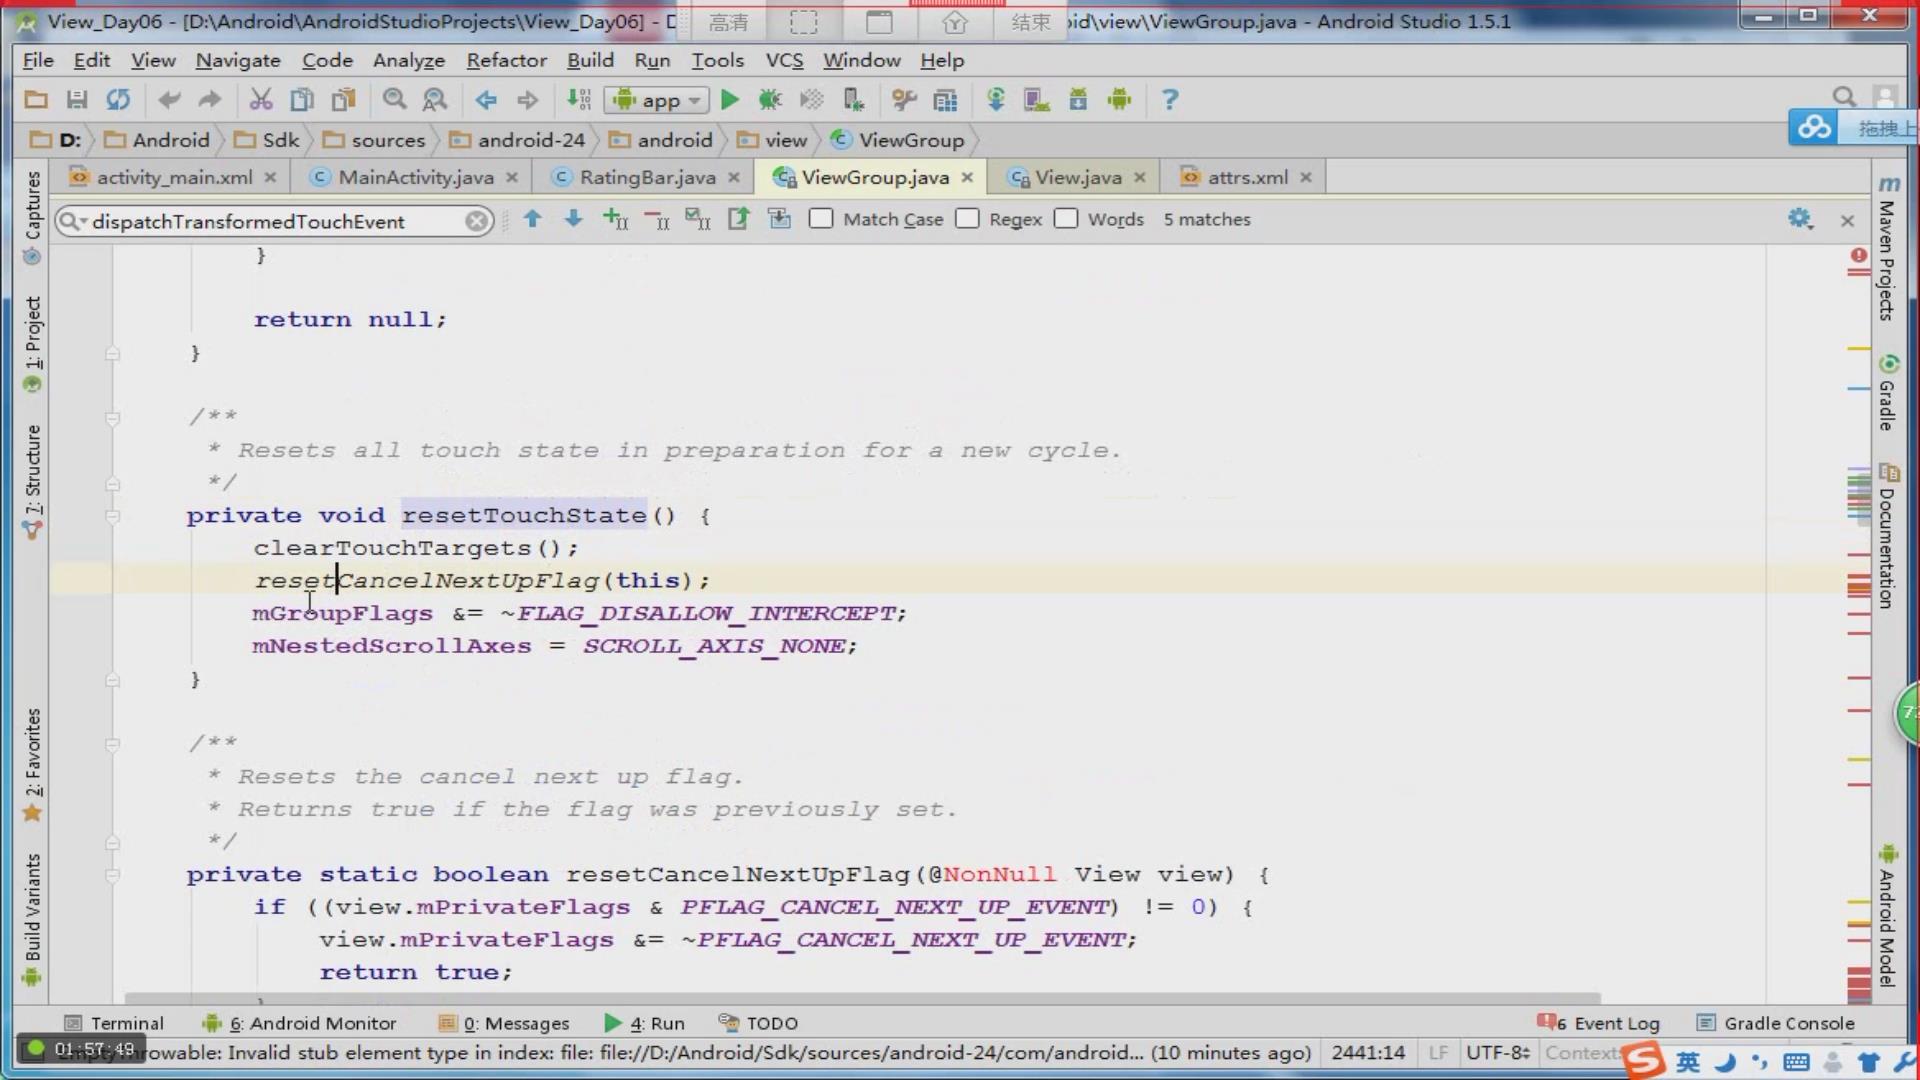 View_Day06 - [D:\Android\AndroidStudioProjects\View_Day06] - 高清 结束 id\view\ViewGroup.java - Android Studio 1.5.1
File Edit View Navigate Code Analyze Refactor Build Run Tools VCS Window Help
app
D: Android Sdk sources android-24 android view ViewGroup
拖拽上
activity_main.xml MainActivity.java RatingBar.java ViewGroup.java View.java attrs.xml
dispatchTransformedTouchEvent Match Case Regex Words 5 matches
}
return null;
}
/**
* Resets all touch state in preparation for a new cycle.
*/
private void resetTouchState() {
clearTouchTargets();
resetCancelNextUpFlag(this);
mGroupFlags &= ~FLAG_DISALLOW_INTERCEPT;
mNestedScrollAxes = SCROLL_AXIS_NONE;
}
/**
* Resets the cancel next up flag.
* Returns true if the flag was previously set.
*/
private static boolean resetCancelNextUpFlag(@NonNull View view) {
if ((view.mPrivateFlags & PFLAG_CANCEL_NEXT_UP_EVENT) != 0) {
view.mPrivateFlags &= ~PFLAG_CANCEL_NEXT_UP_EVENT;
return true;
Captures
1: Project
7: Structure
2: Favorites
Build Variants
Maven Projects
Gradle
Documentation
Android Model
Terminal 6: Android Monitor 0: Messages 4: Run TODO 6 Event Log Gradle Console
01:57:49 Throwable: Invalid stub element type in index: file: file://D:/Android/Sdk/sources/android-24/com/android... (10 minutes ago) 2441:14 LF UTF-8 Context
英